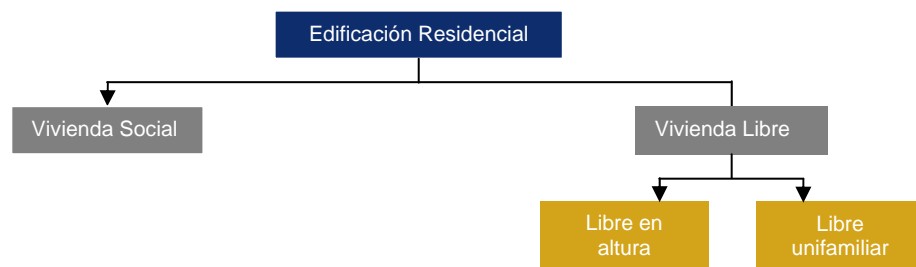 Edificación Residencial
Vivienda Social
Vivienda Libre
Libre en
altura
Libre
unifamiliar